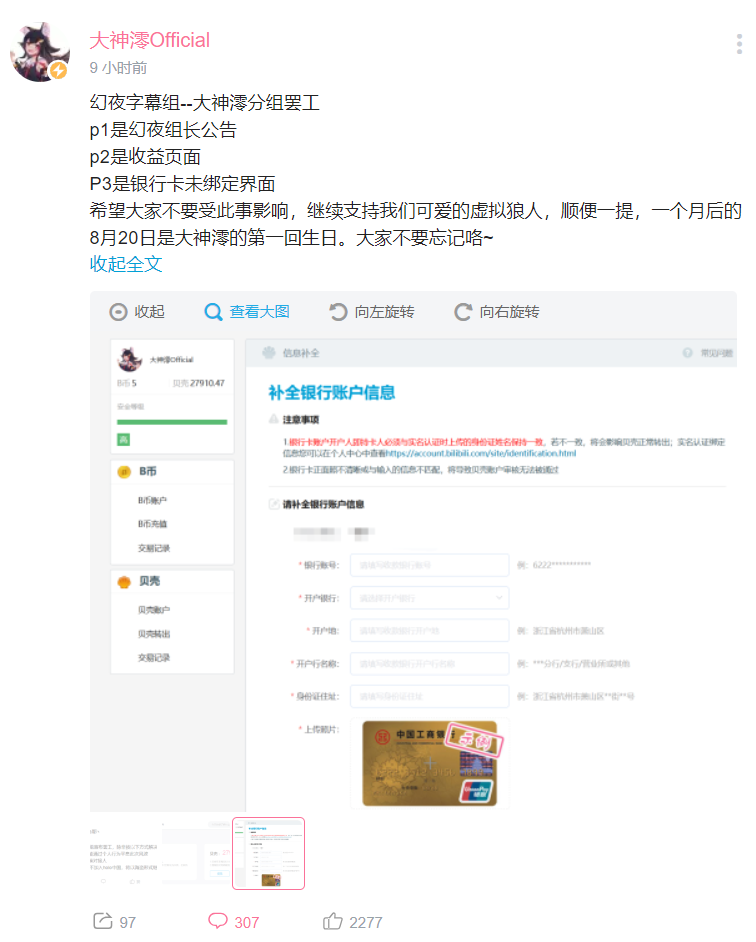 大神澪Official
9 小时前
幻夜字幕组--大神澪分组罢工
p1是幻夜组长公告
p2是收益页面
P3是银行卡未绑定界面
希望大家不要受此事影响，继续支持我们可爱的虚拟狼人，顺便一提，一个月后的
8月20日是大神澪的第一回生日。大家不要忘记咯~
收起全文
收起 查看大图 向左旋转 向右旋转
大神澪Official
B币 5 贝壳 27910.47
安全等级
高
B币
B币账户
B币充值
交易记录
贝壳
贝壳账户
贝壳转出
交易记录
信息补全 常见问题
补全银行账户信息
注意事项
1.银行卡账户开户人即持卡人必须与实名认证时上传的身份证姓名保持一致。若不一致，将会影响贝壳正常转出；实名认证绑定
信息您可以在个人中心中查看https://account.bilibili.com/site/identification.html
2.银行卡正面照不清晰或与输入的信息不匹配，将导致贝壳账户审核无法被通过
请补全银行账户信息
* 银行账号: 请填写收款银行账号 例：6222***********
* 开户银行: 请选择开户银行
* 开户地: 请填写收款银行开户地 例：浙江省杭州市萧山区
* 开户行名称: 请填写收款银行开户行名称 例：***分行/支行/营业所或其他
* 身份证住址: 请填写身份证住址 例：浙江省杭州市萧山区**街**号
* 上传照片:
中国工商银行
示例
UnionPay
银联
97 307 2277